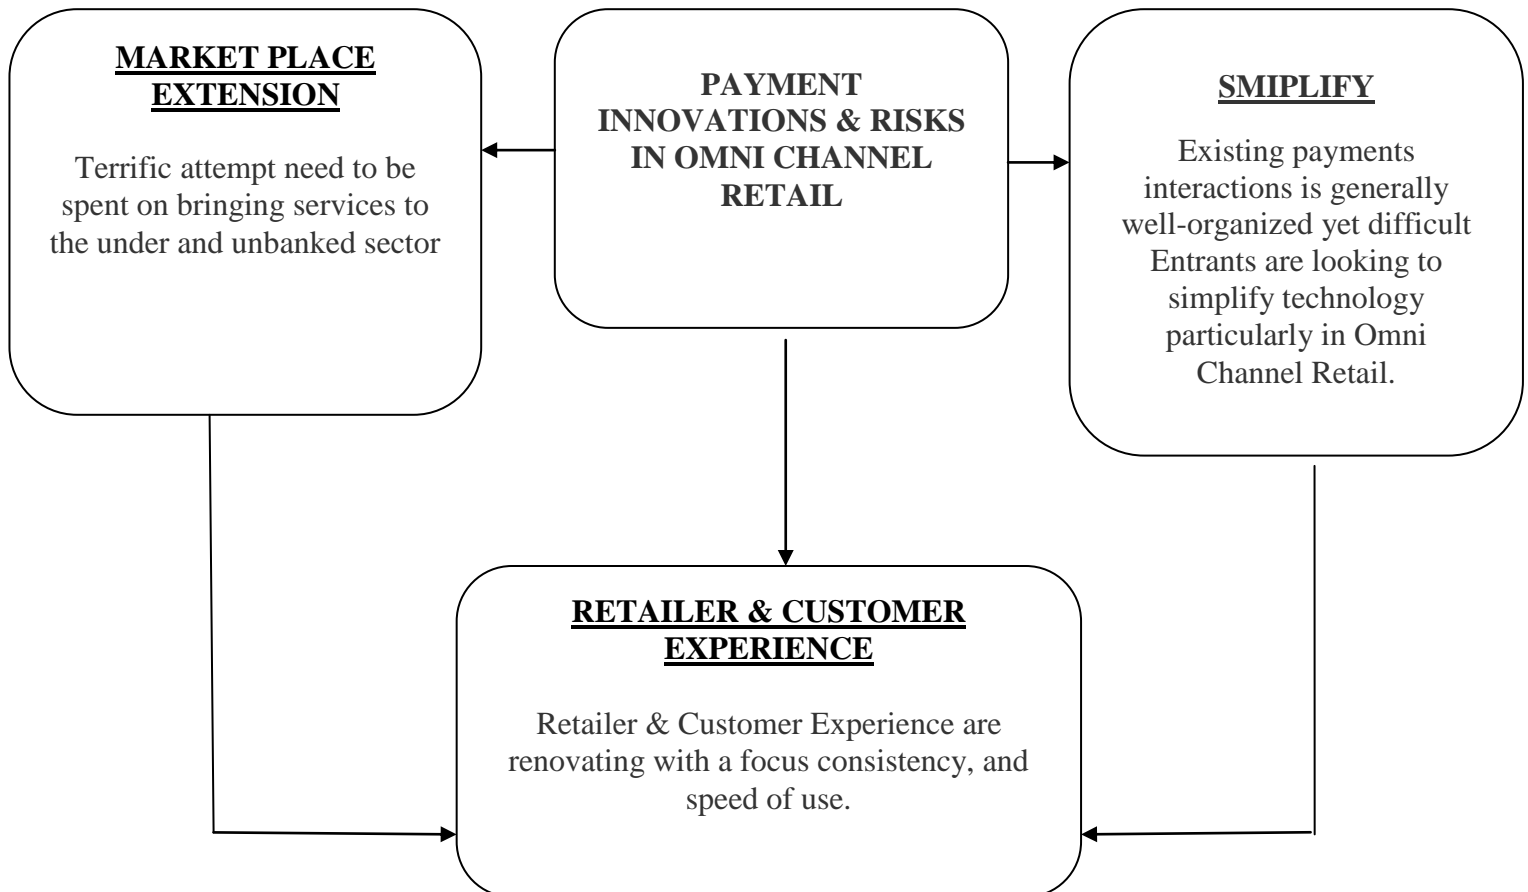 MARKET PLACE
EXTENSION
Terrific attempt need to be
spent on bringing services to
the under and unbanked sector
PAYMENT
INNOVATIONS & RISKS
IN OMNI CHANNEL
RETAIL
SMIPLIFY
Existing payments
interactions is generally
well-organized yet difficult
Entrants are looking to
simplify technology
particularly in Omni
Channel Retail.
RETAILER & CUSTOMER
EXPERIENCE
Retailer & Customer Experience are
renovating with a focus consistency, and
speed of use.